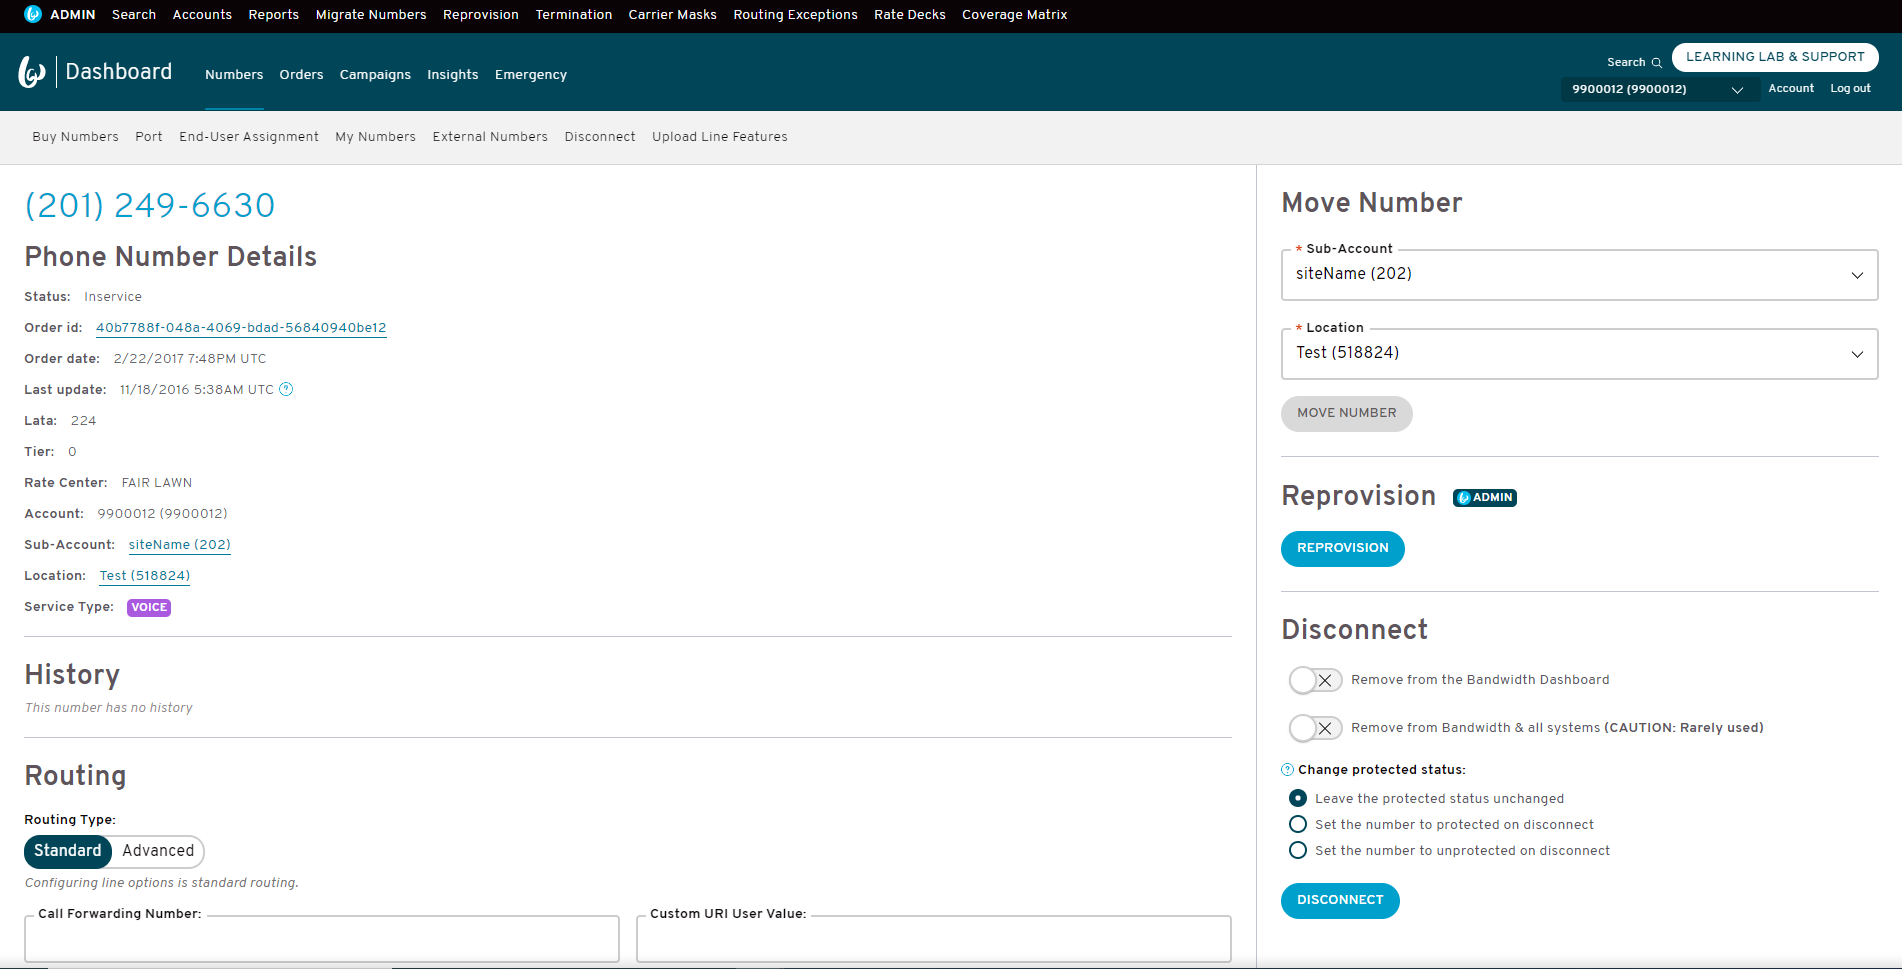 ADMIN Search Accounts Reports Migrate Numbers Reprovision Termination Carrier Masks Routing Exceptions Rate Decks Coverage Matrix
Dashboard Numbers Orders Campaigns Insights Emergency
Search LEARNING LAB & SUPPORT
9900012 (9900012) Account Log out
Buy Numbers Port End-User Assignment My Numbers External Numbers Disconnect Upload Line Features
(201) 249-6630
Phone Number Details
Status: Inservice
Order id: 40b7788f-048a-4069-bdad-56840940be12
Order date: 2/22/2017 7:48PM UTC
Last update: 11/18/2016 5:38AM UTC ?
Lata: 224
Tier: 0
Rate Center: FAIR LAWN
Account: 9900012 (9900012)
Sub-Account: siteName (202)
Location: Test (518824)
Service Type: VOICE
History
This number has no history
Routing
Routing Type:
Standard Advanced
Configuring line options is standard routing.
Call Forwarding Number:
Custom URI User Value:
Move Number
* Sub-Account
siteName (202)
* Location
Test (518824)
MOVE NUMBER
Reprovision ADMIN
REPROVISION
Disconnect
Remove from the Bandwidth Dashboard
Remove from Bandwidth & all systems (CAUTION: Rarely used)
? Change protected status:
Leave the protected status unchanged
Set the number to protected on disconnect
Set the number to unprotected on disconnect
DISCONNECT